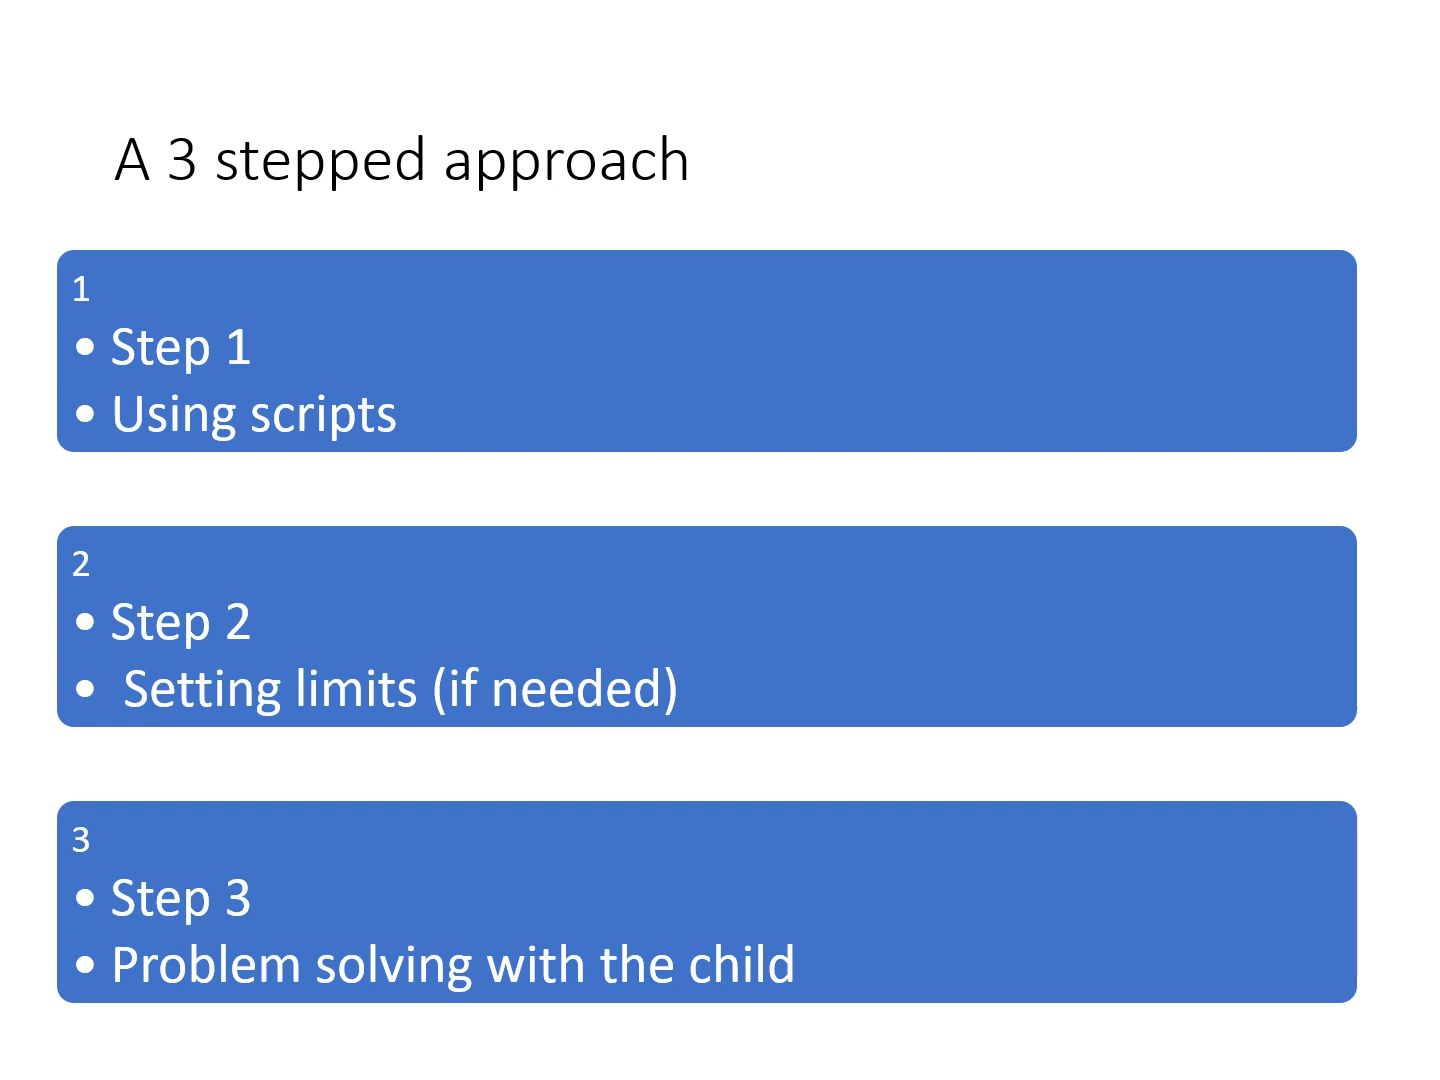 A 3 stepped approach
1
• Step 1
• Using scripts
2
• Step 2
• Setting limits (if needed)
3
• Step 3
• Problem solving with the child